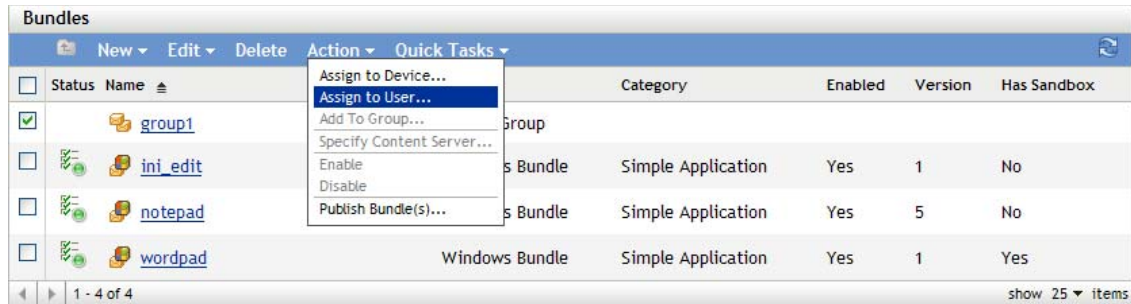 Bundles
New Edit Delete Action Quick Tasks
Status Name Category Enabled Version Has Sandbox
Assign to Device...
Assign to User...
Add To Group...
Specify Content Server...
Enable
Disable
Publish Bundle(s)...
group1 Group
ini_edit Bundle Simple Application Yes 1 No
notepad Bundle Simple Application Yes 5 No
wordpad Windows Bundle Simple Application Yes 1 Yes
1 - 4 of 4 show 25 items